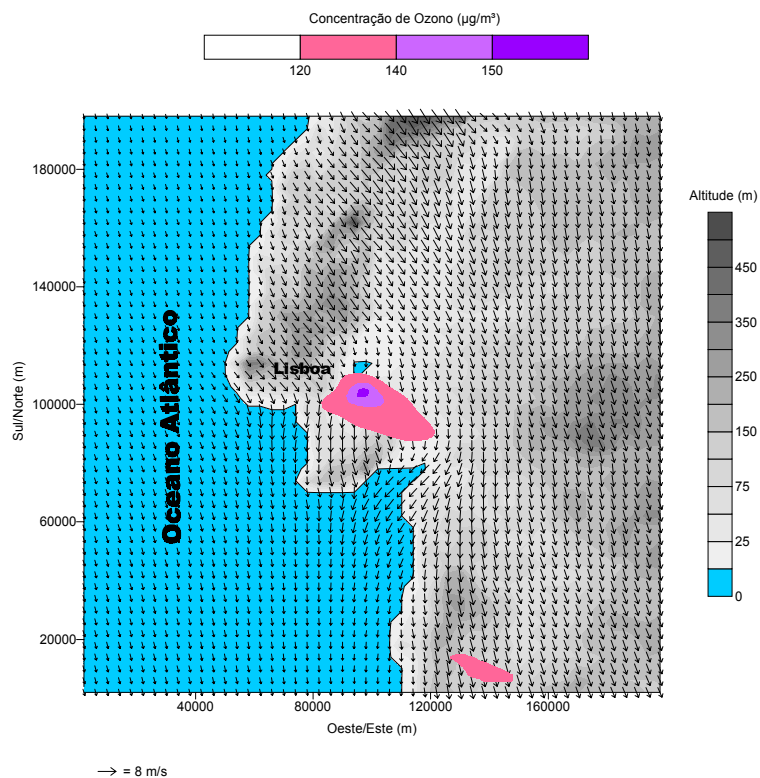 Concentração de Ozono (µg/m³)
120 140 150
180000
140000
100000
60000
20000
Sul/Norte (m)
Oceano Atlântico
Lisboa
40000 80000 120000 160000
Oeste/Este (m)
= 8 m/s
Altitude (m)
450
350
250
150
75
25
0